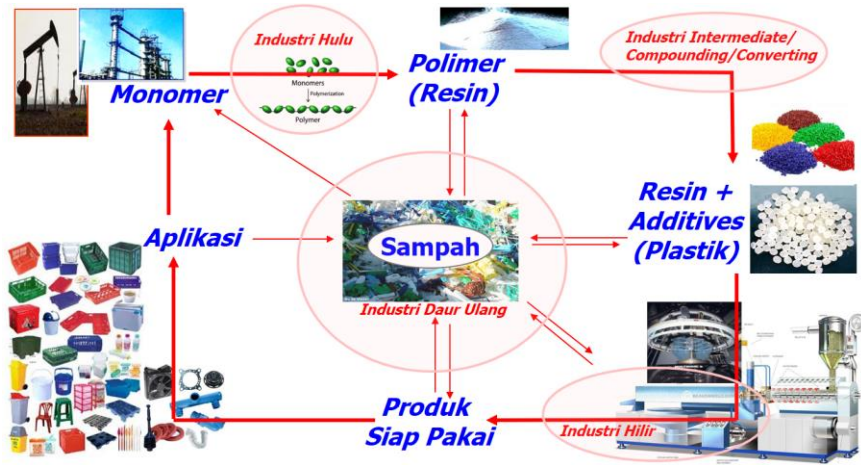 Industri Hulu
Monomers
Polymerization
Polymer
Monomer
Polimer
(Resin)
Industri Intermediate/
Compounding/Converting
Resin +
Additives
(Plastik)
Aplikasi
Sampah
Industri Daur Ulang
Produk
Siap Pakai
Industri Hilir